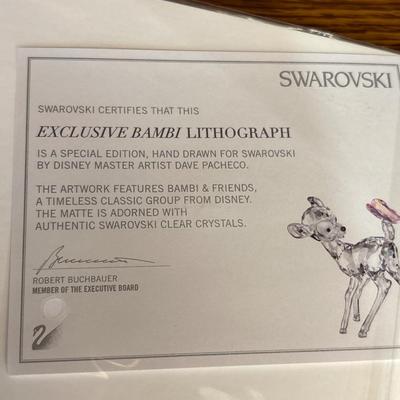 SWAROVSKI
SWAROVSKI CERTIFIES THAT THIS
EXCLUSIVE BAMBI LITHOGRAPH
IS A SPECIAL EDITION, HAND DRAWN FOR SWAROVSKI
BY DISNEY MASTER ARTIST DAVE PACHECO.
THE ARTWORK FEATURES BAMBI & FRIENDS,
A TIMELESS CLASSIC GROUP FROM DISNEY.
THE MATTE IS ADORNED WITH
AUTHENTIC SWAROVSKI CLEAR CRYSTALS.
ROBERT BUCHBAUER
MEMBER OF THE EXECUTIVE BOARD